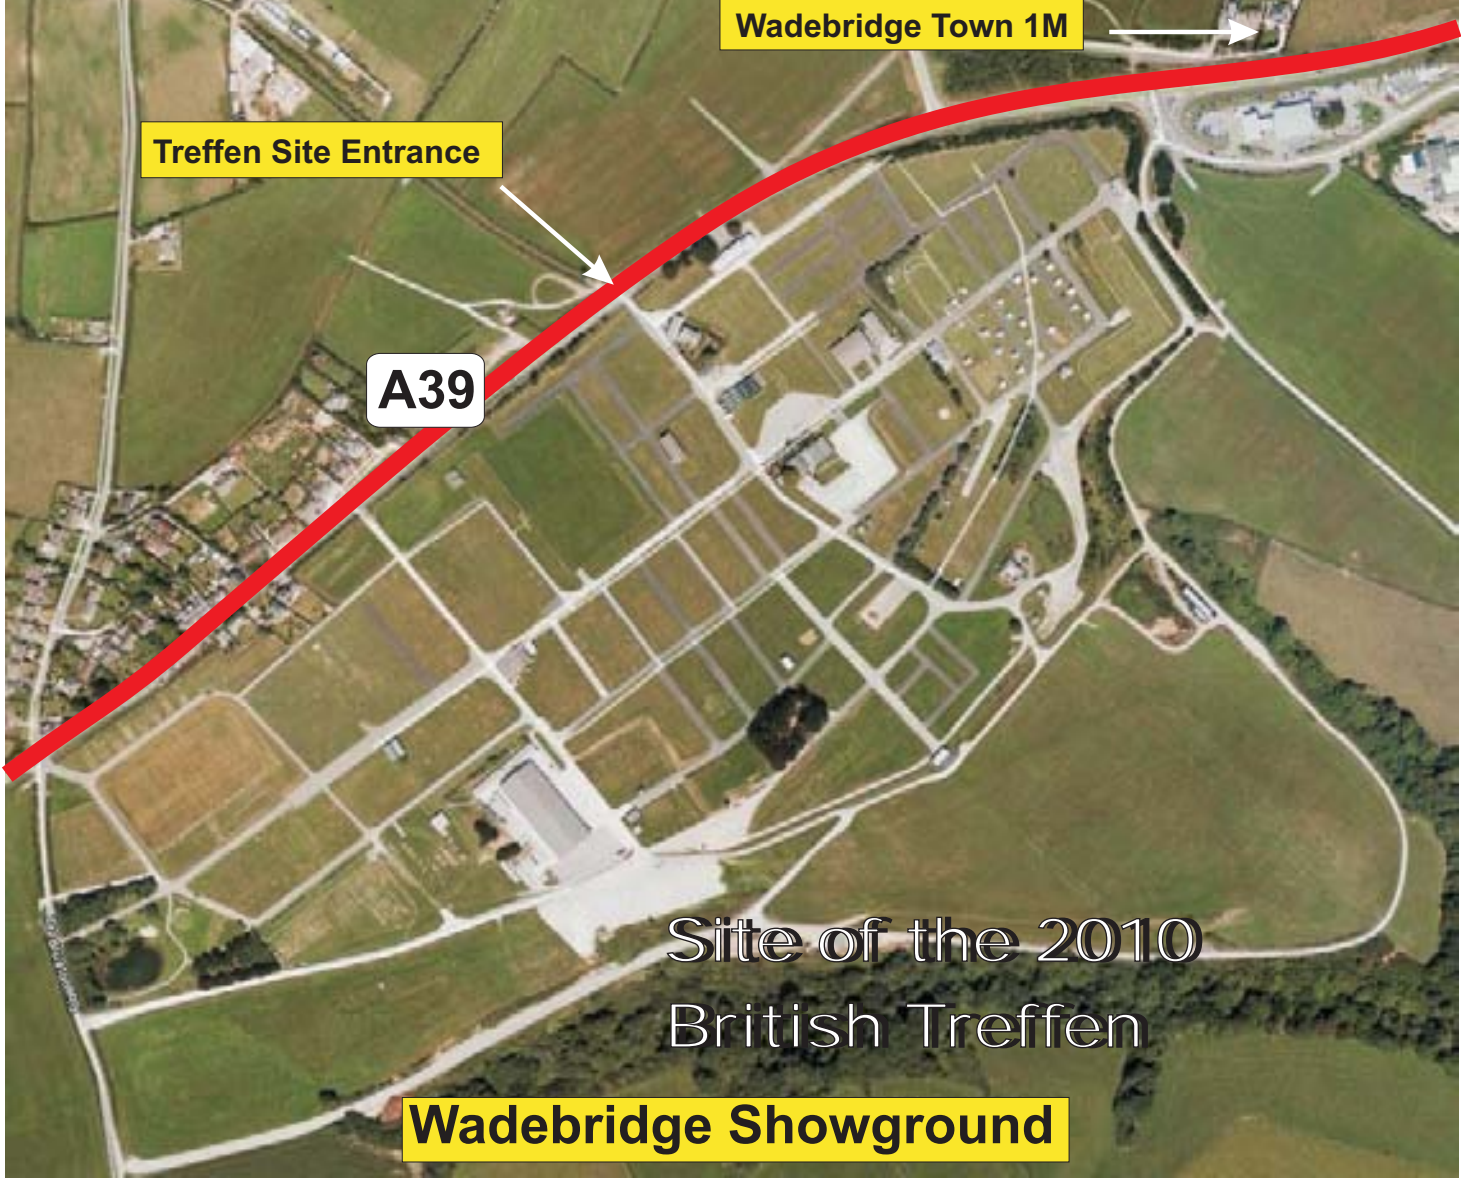 Wadebridge Town 1M
Treffen Site Entrance
A39
Site of the 2010
British Treffen
Wadebridge Showground